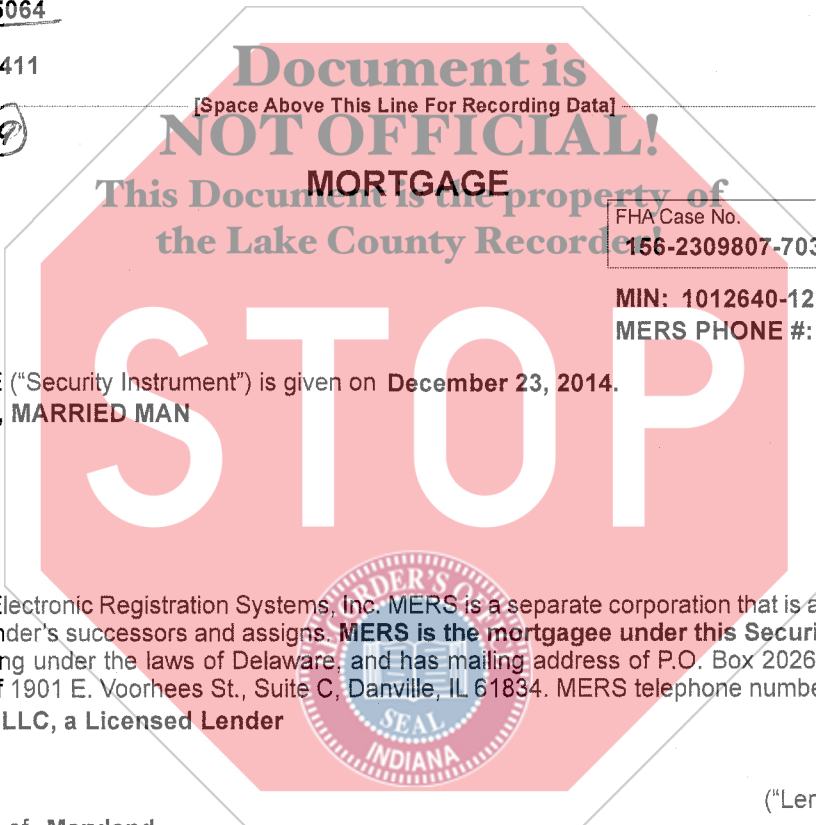 5064
411
Document is
[Space Above This Line For Recording Data]
NOT OFFICIAL!
MORTGAGE
This Document is the property of
the Lake County Recorder!
FHA Case No.
156-2309807-703
MIN: 1012640-12
MERS PHONE #:
("Security Instrument") is given on December 23, 2014.
, MARRIED MAN
STOP
Electronic Registration Systems, Inc. MERS is a separate corporation that is a
nder's successors and assigns. MERS is the mortgagee under this Securi
ng under the laws of Delaware, and has mailing address of P.O. Box 2026
f 1901 E. Voorhees St., Suite C, Danville, IL 61834. MERS telephone numbe
LLC, a Licensed Lender
SEAL
INDIANA
("Len
of Maryland